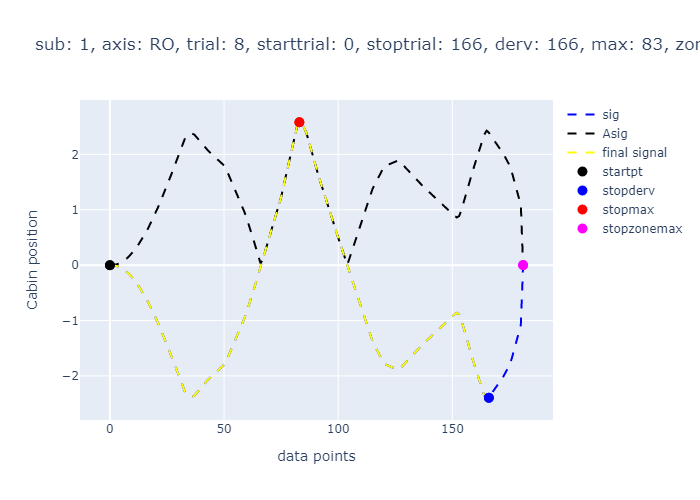 sub: 1, axis: RO, trial: 8, starttrial: 0, stoptrial: 166, derv: 166, max: 83, zor
sig
Asig
final signal
startpt
stopderv
stopmax
stopzonemax
Cabin position
2
1
0
−1
−2
0
50
100
150
data points